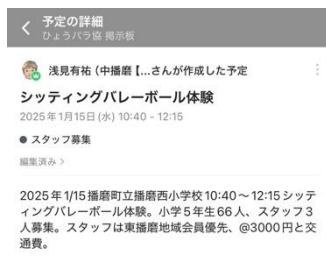 予定の詳細
ひょうパラ協 掲示板
浅見有祐（中播磨【...さんが作成した予定
シッティングバレーボール体験
2025年1月15日(水) 10:40 - 12:15
● スタッフ募集
編集済み >
2025年1/15播磨町立播磨西小学校10:40〜12:15シッテ
ィングバレーボール体験。小学5年生66人、スタッフ3
人募集。スタッフは東播磨地域会員優先、@3000円と交
通費。